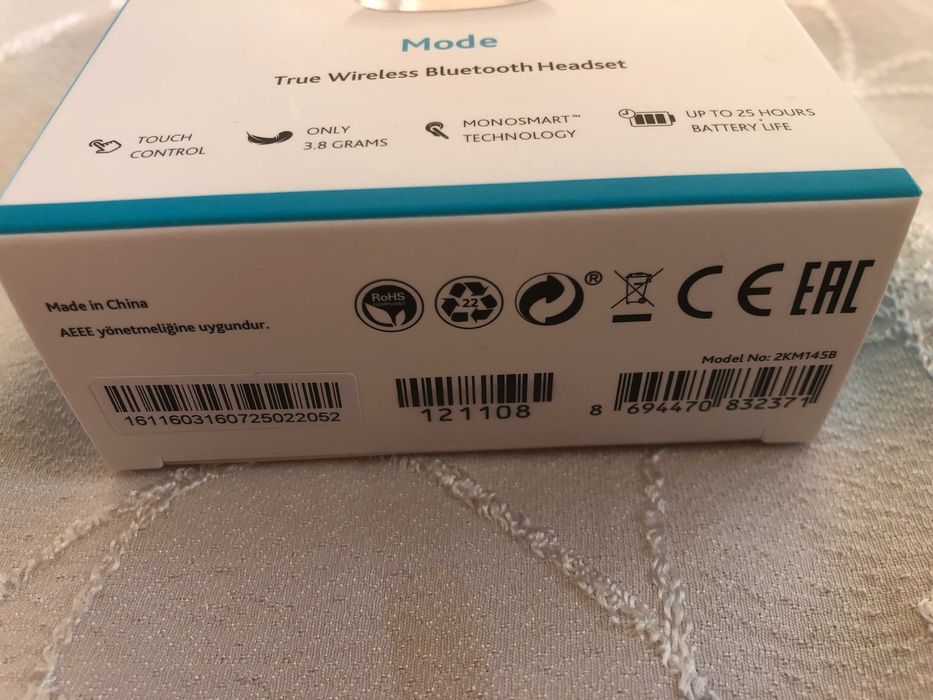 Mode
True Wireless Bluetooth Headset
TOUCH
CONTROL
ONLY
3.8 GRAMS
MONOSMART™
TECHNOLOGY
UP TO 25 HOURS
BATTERY LIFE
Made in China
AEEE yönetmeliğine uygundur.
RoHS
COMPLIANT
22
®
CE
EAC
Model No: 2KM145B
1611603160725022052
121108
8 694470 832371